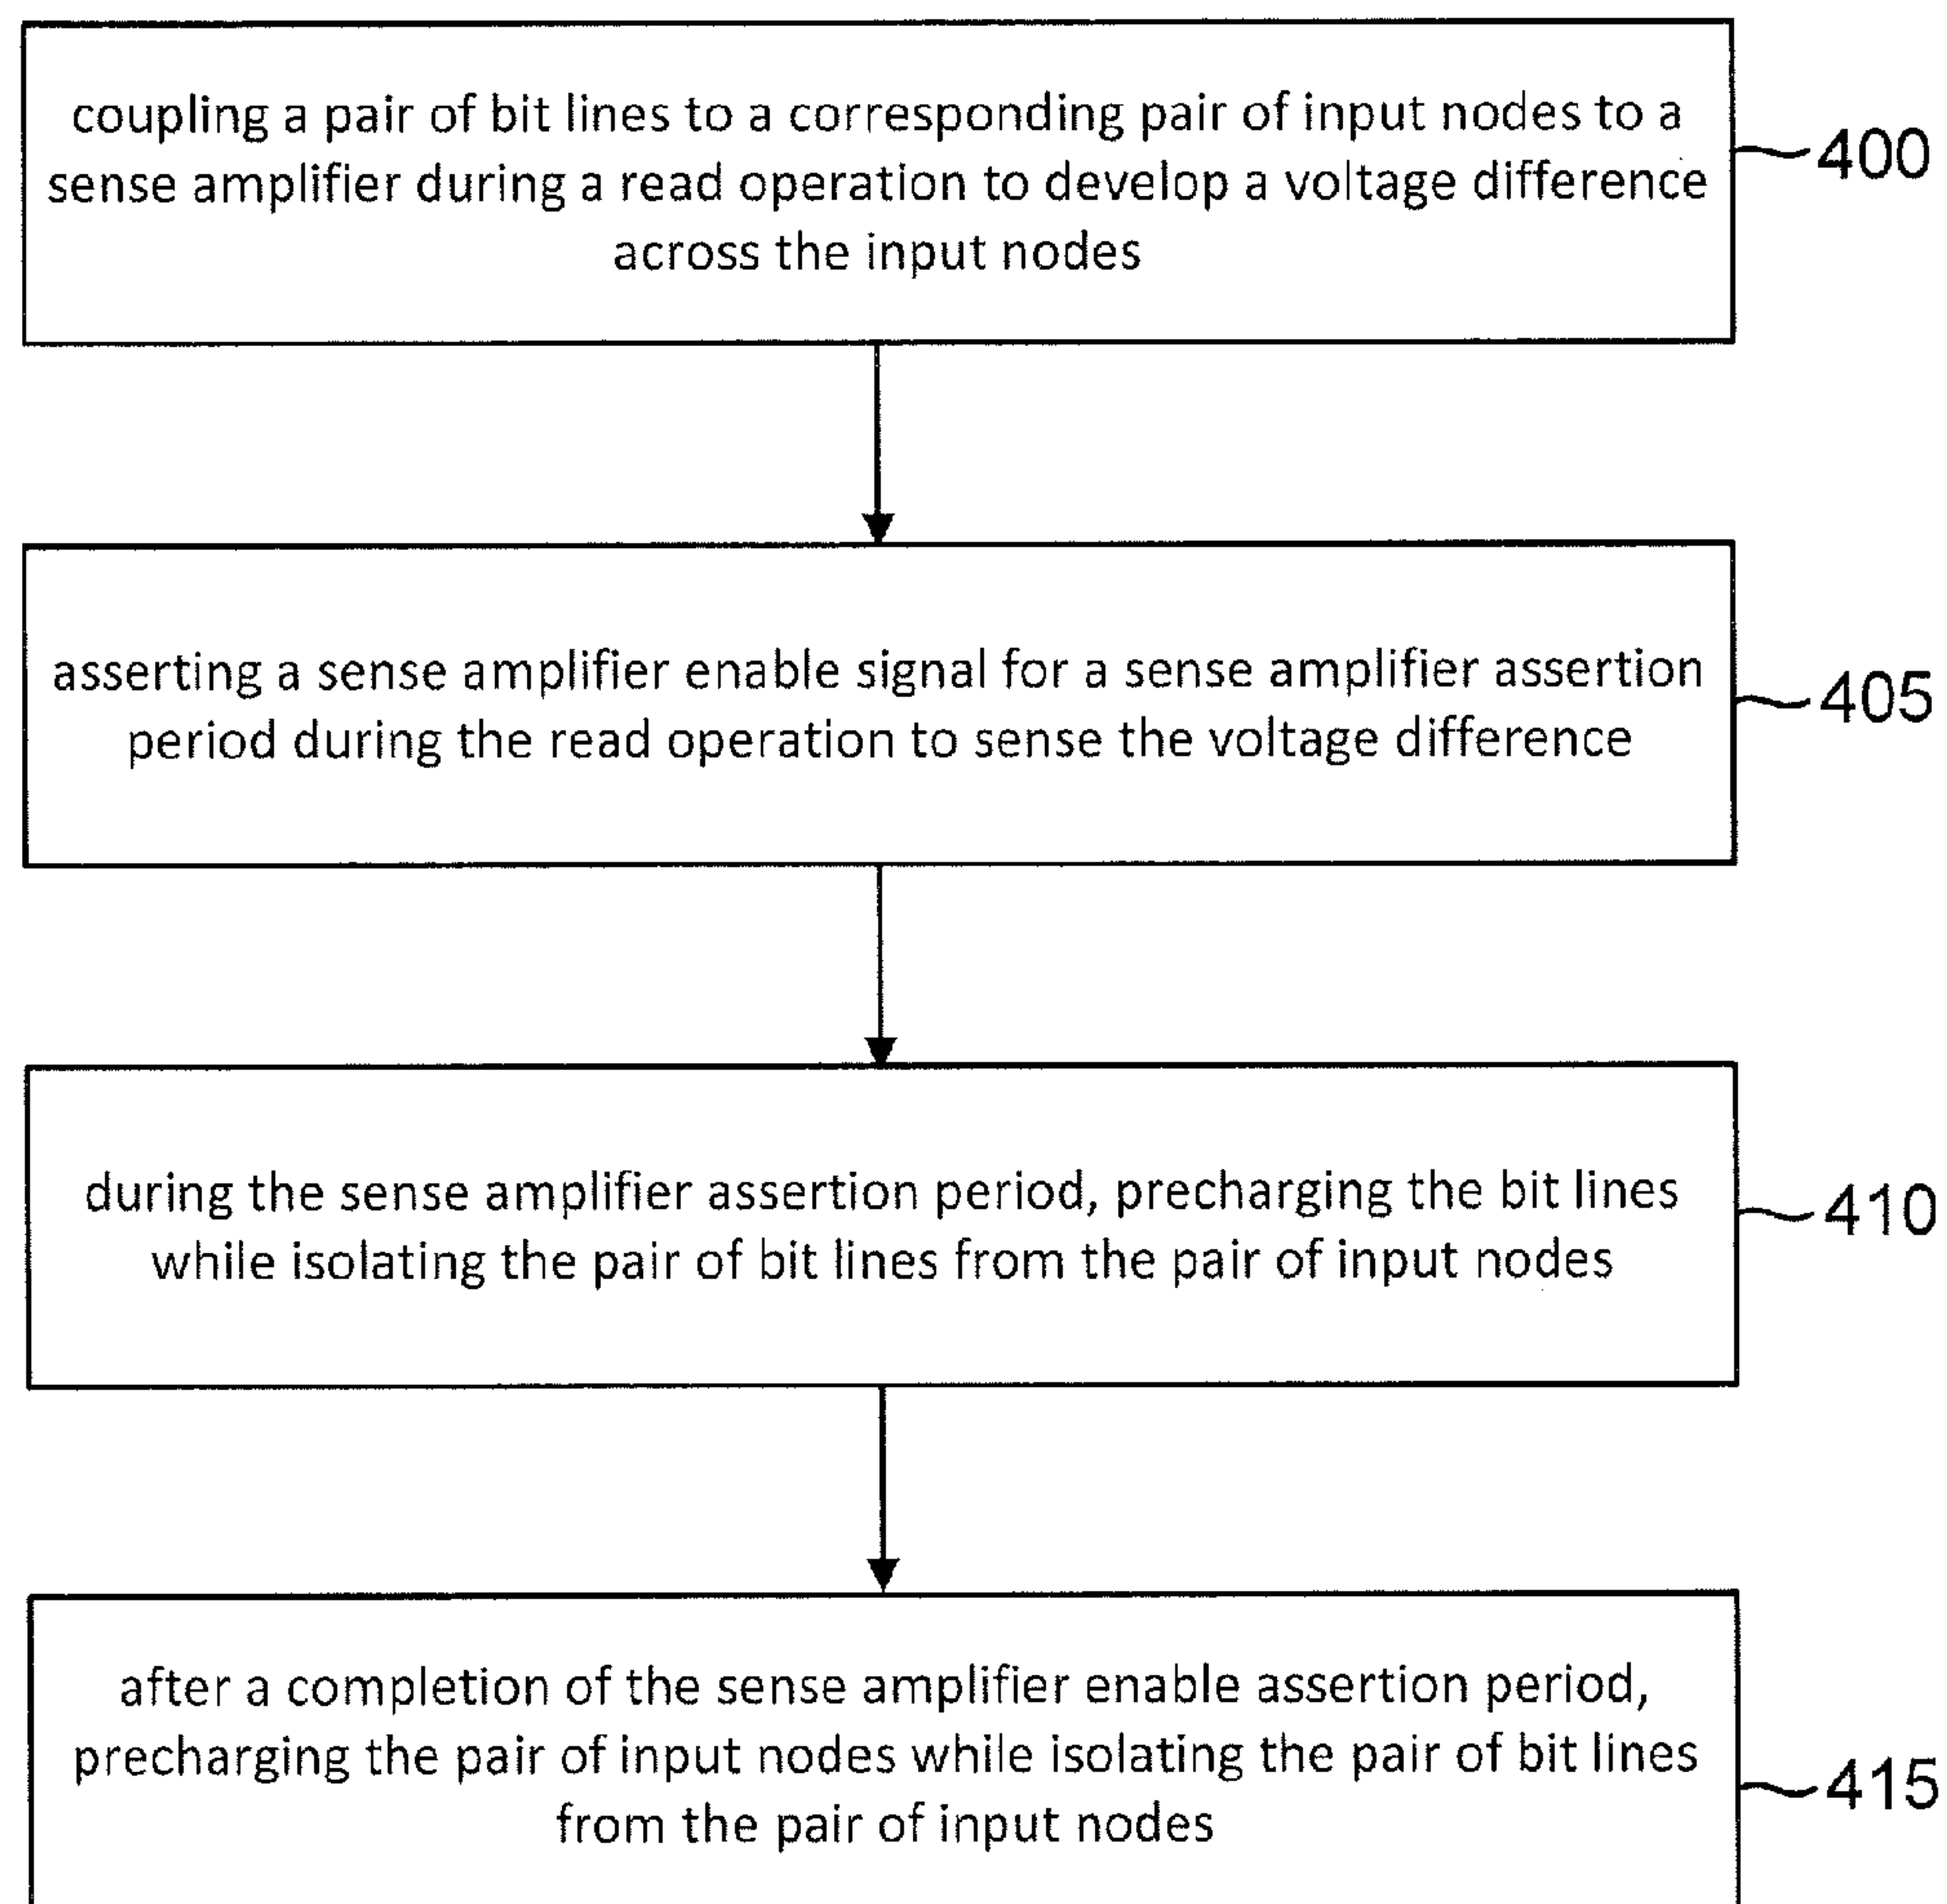 coupling a pair of bit lines to a corresponding pair of input nodes to a
sense amplifier during a read operation to develop a voltage difference
across the input nodes
400
asserting a sense amplifier enable signal for a sense amplifier assertion
period during the read operation to sense the voltage difference
405
during the sense amplifier assertion period, precharging the bit lines
while isolating the pair of bit lines from the pair of input nodes
410
after a completion of the sense amplifier enable assertion period,
precharging the pair of input nodes while isolating the pair of bit lines
from the pair of input nodes
415